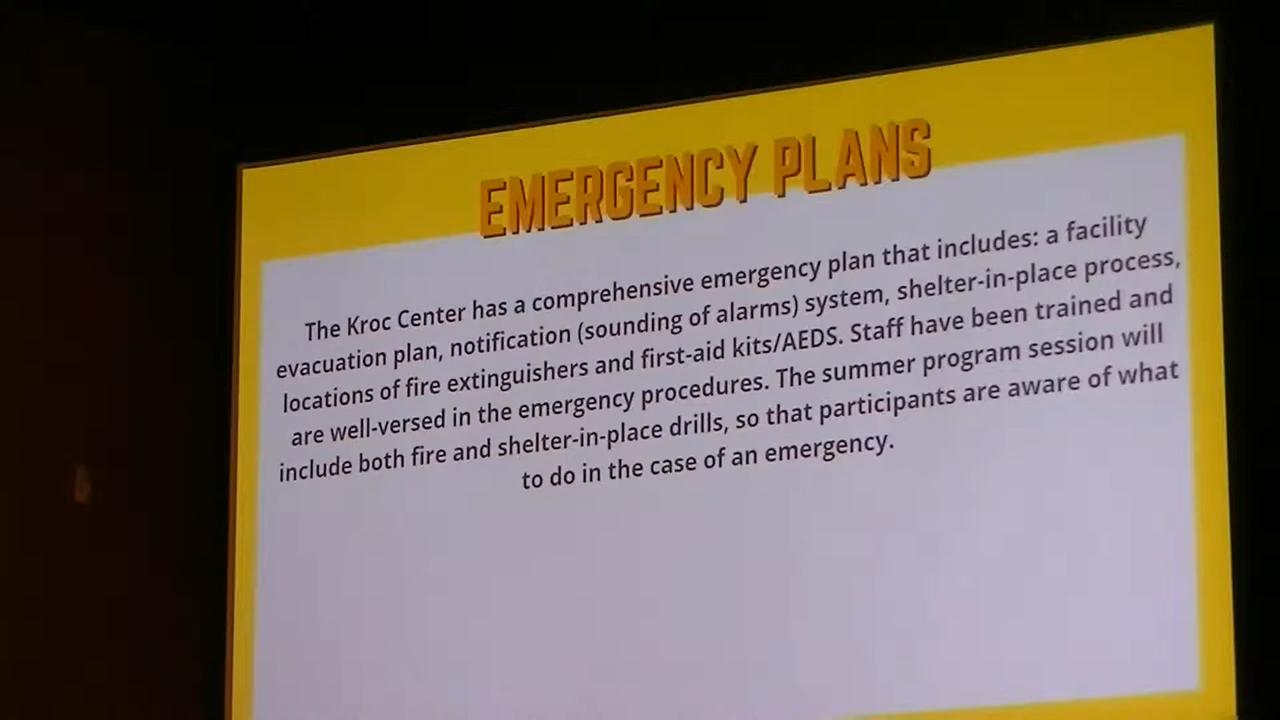 EMERGENCY PLANS
The Kroc Center has a comprehensive emergency plan that includes: a facility
evacuation plan, notification (sounding of alarms) system, shelter-in-place process,
locations of fire extinguishers and first-aid kits/AEDS. Staff have been trained and
are well-versed in the emergency procedures. The summer program session will
include both fire and shelter-in-place drills, so that participants are aware of what
to do in the case of an emergency.